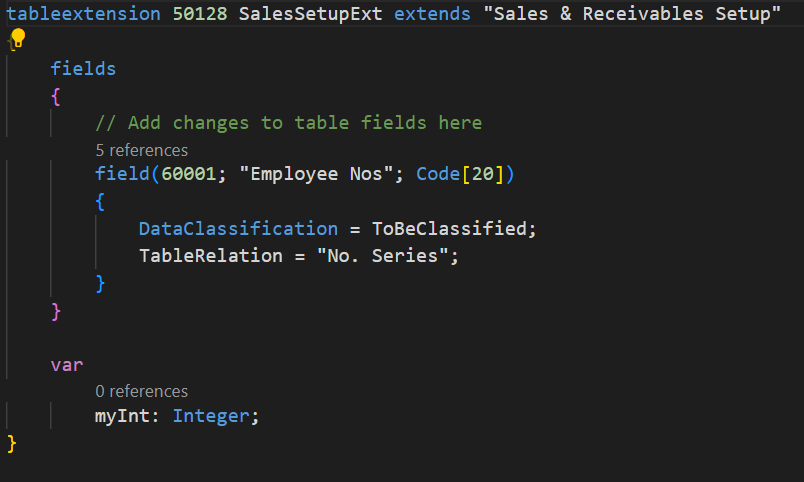 tableextension 50128 SalesSetupExt extends "Sales & Receivables Setup"
{
fields
{
// Add changes to table fields here
5 references
field(60001; "Employee Nos"; Code[20])
{
DataClassification = ToBeClassified;
TableRelation = "No. Series";
}
}
var
0 references
myInt: Integer;
}